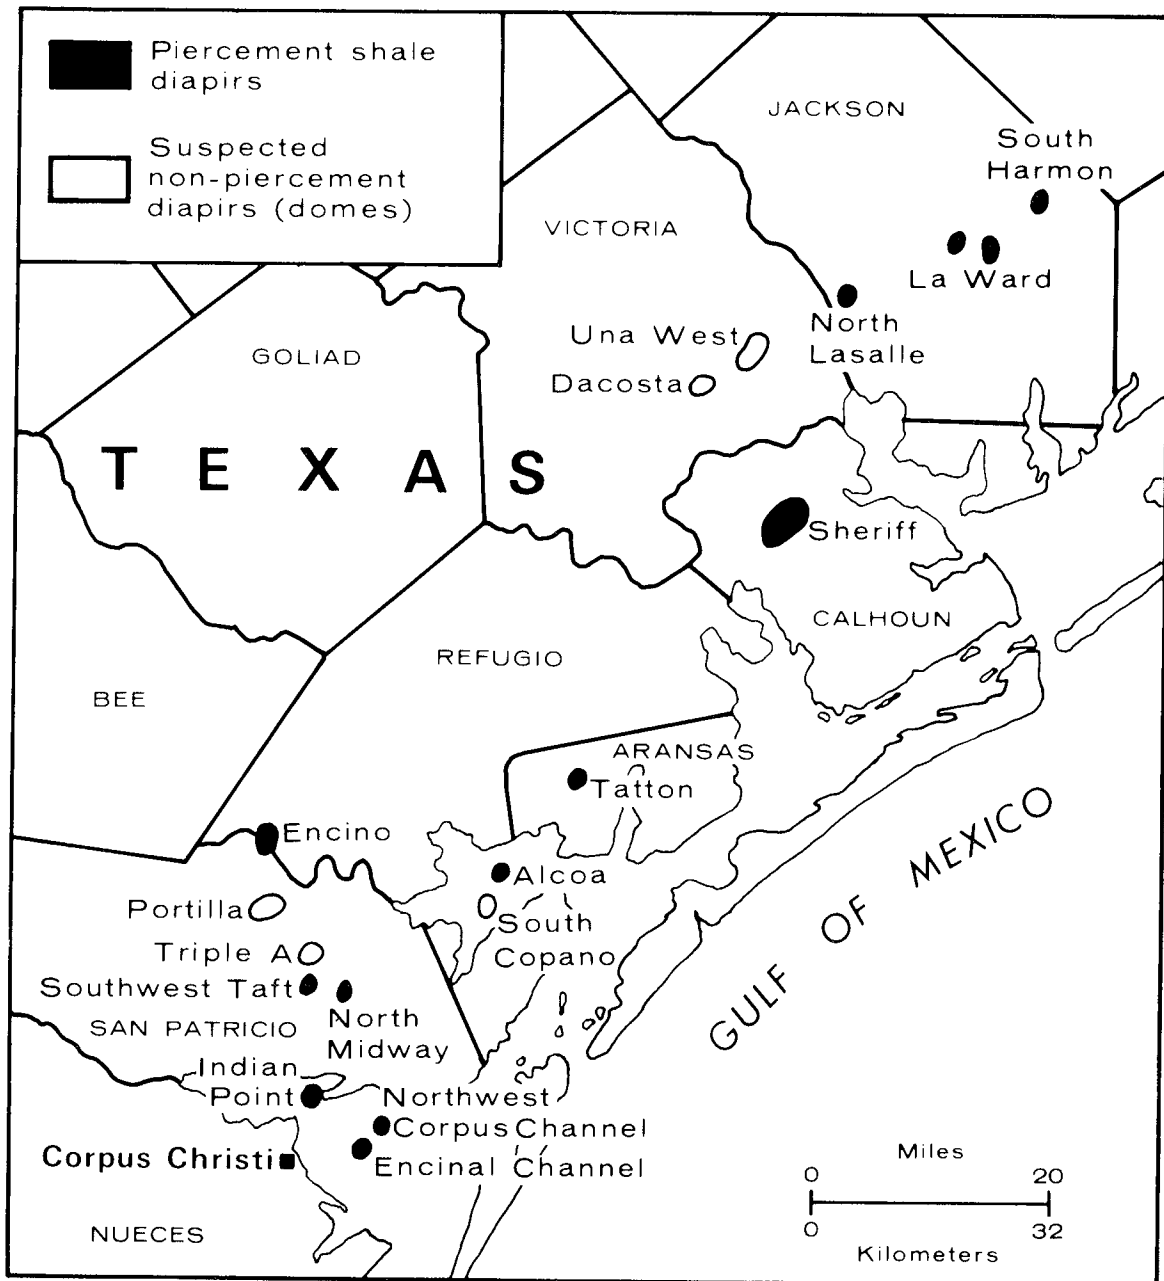 Piercement shale
diapirs
Suspected
non-piercement
diapirs (domes)
JACKSON
South
Harmon
VICTORIA
La Ward
North
Lasalle
Una West
GOLIAD
Dacosta
TEXAS
Sheriff
CALHOUN
REFUGIO
BEE
ARANSAS
Tatton
Encino
GULF OF MEXICO
Alcoa
Portilla
South
Copano
Triple A
Southwest Taft
North
Midway
SAN PATRICIO
Indian
Point
Northwest
Corpus Channel
Corpus Christi
Encinal Channel
NUECES
Miles
0 20
0 32
Kilometers